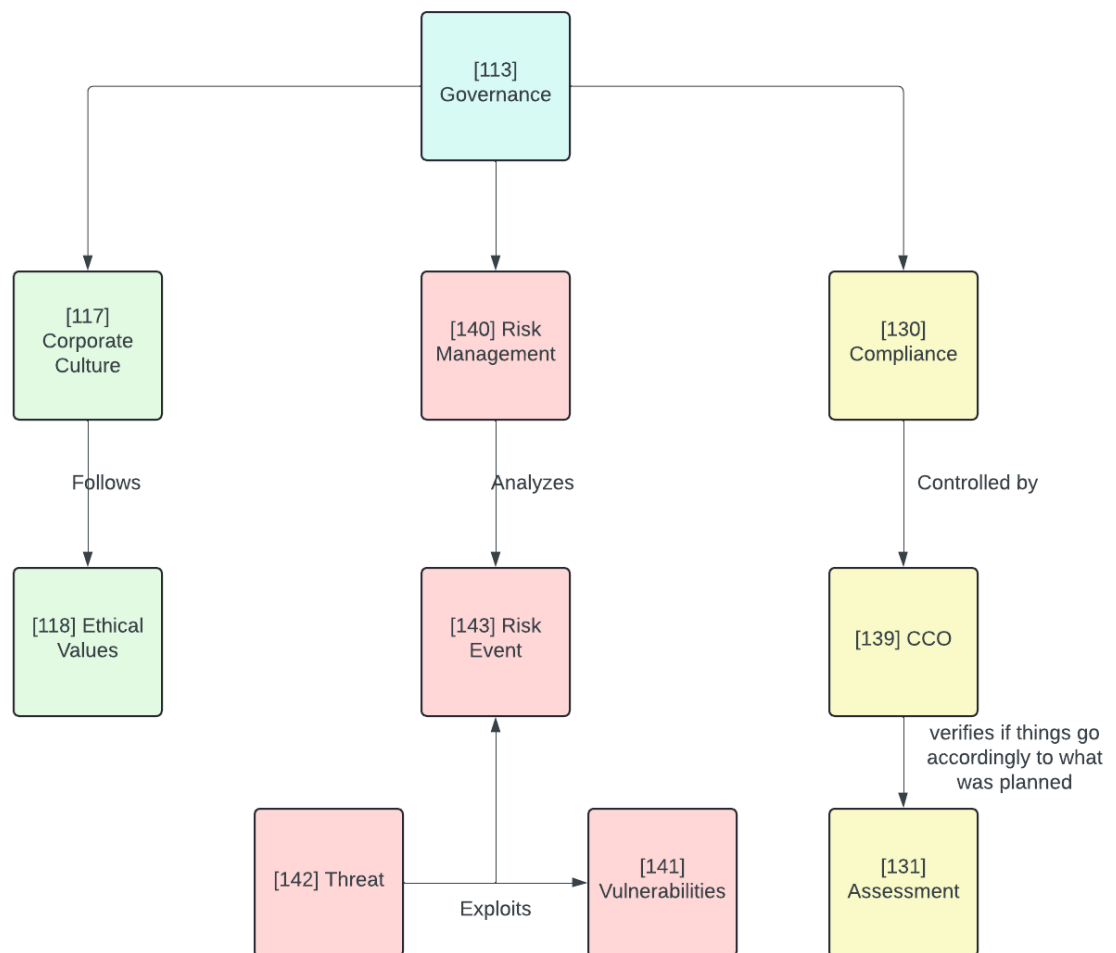 [113]
Governance
[117]
Corporate
Culture
[140] Risk
Management
[130]
Compliance
Follows
Analyzes
Controlled by
[118] Ethical
Values
[143] Risk
Event
[139] CCO
verifies if things go
accordingly to what
was planned
[142] Threat
[141]
Vulnerabilities
[131]
Assessment
Exploits